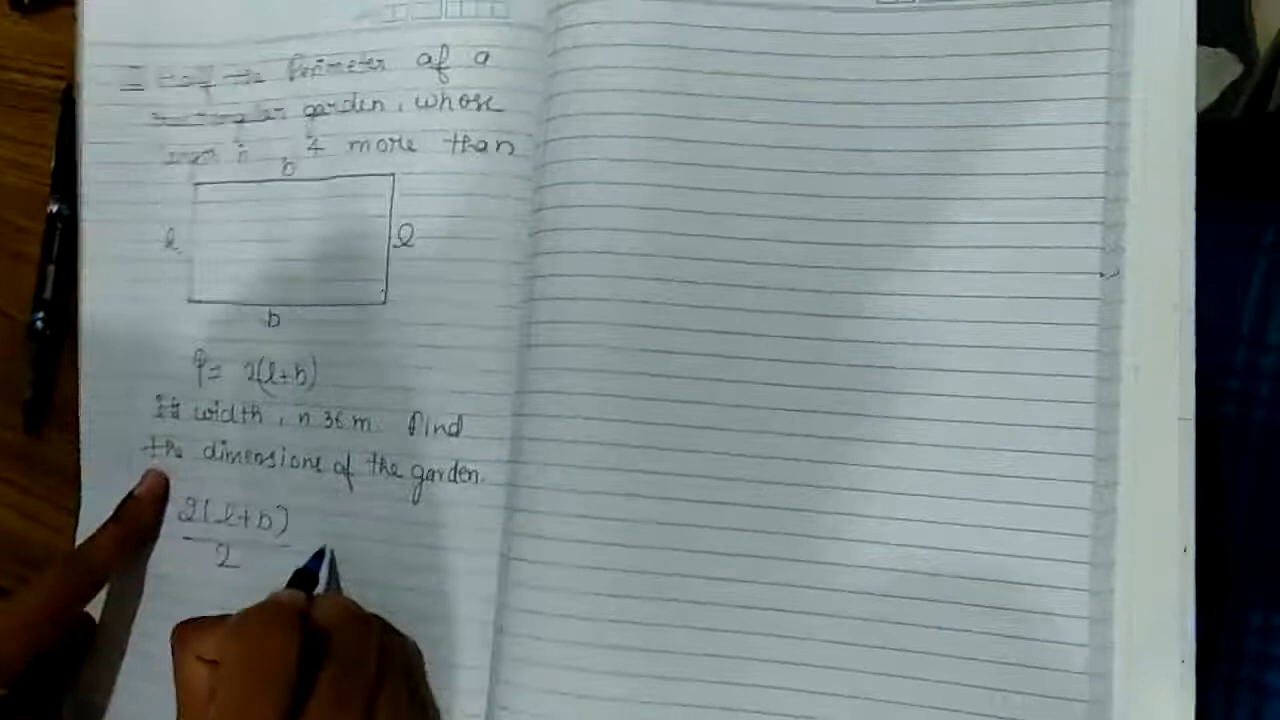 Perimeter of a
garden, whose
4 more than
b
l
l
b
P = 2(l+b)
its width, is 36 m. Find
the dimensions of the garden.
2(l+b)
2